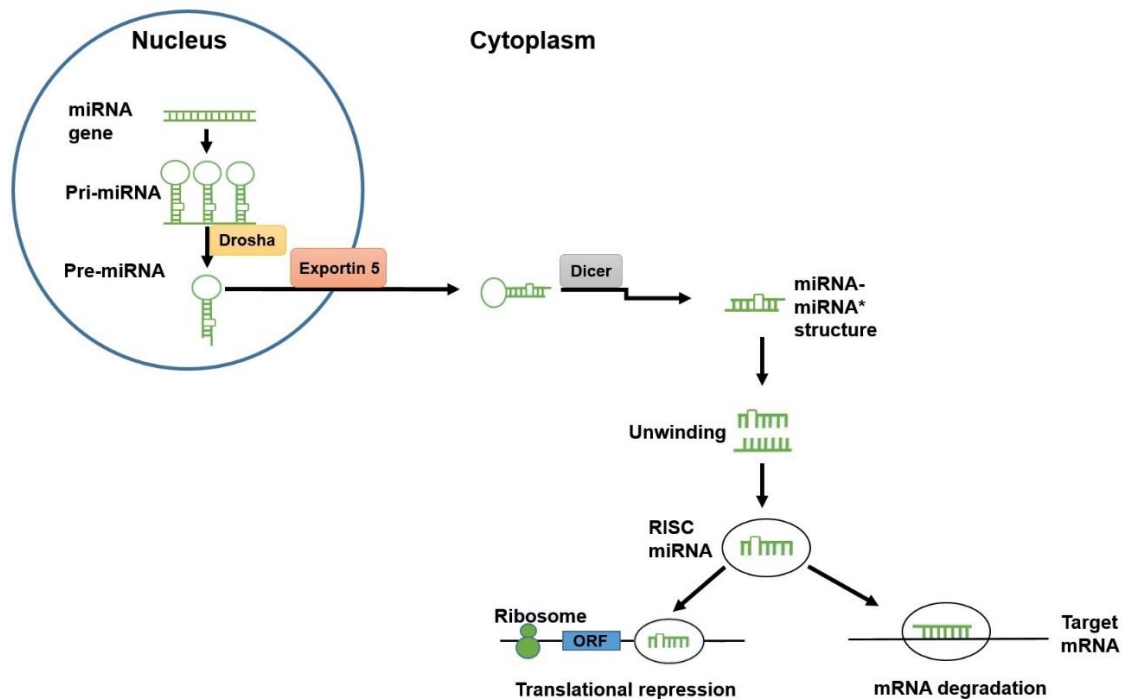 Nucleus
Cytoplasm
miRNA
gene
Pri-miRNA
Drosha
Pre-miRNA
Exportin 5
Dicer
miRNA-
miRNA*
structure
Unwinding
RISC
miRNA
Ribosome
ORF
Target
mRNA
Translational repression
mRNA degradation